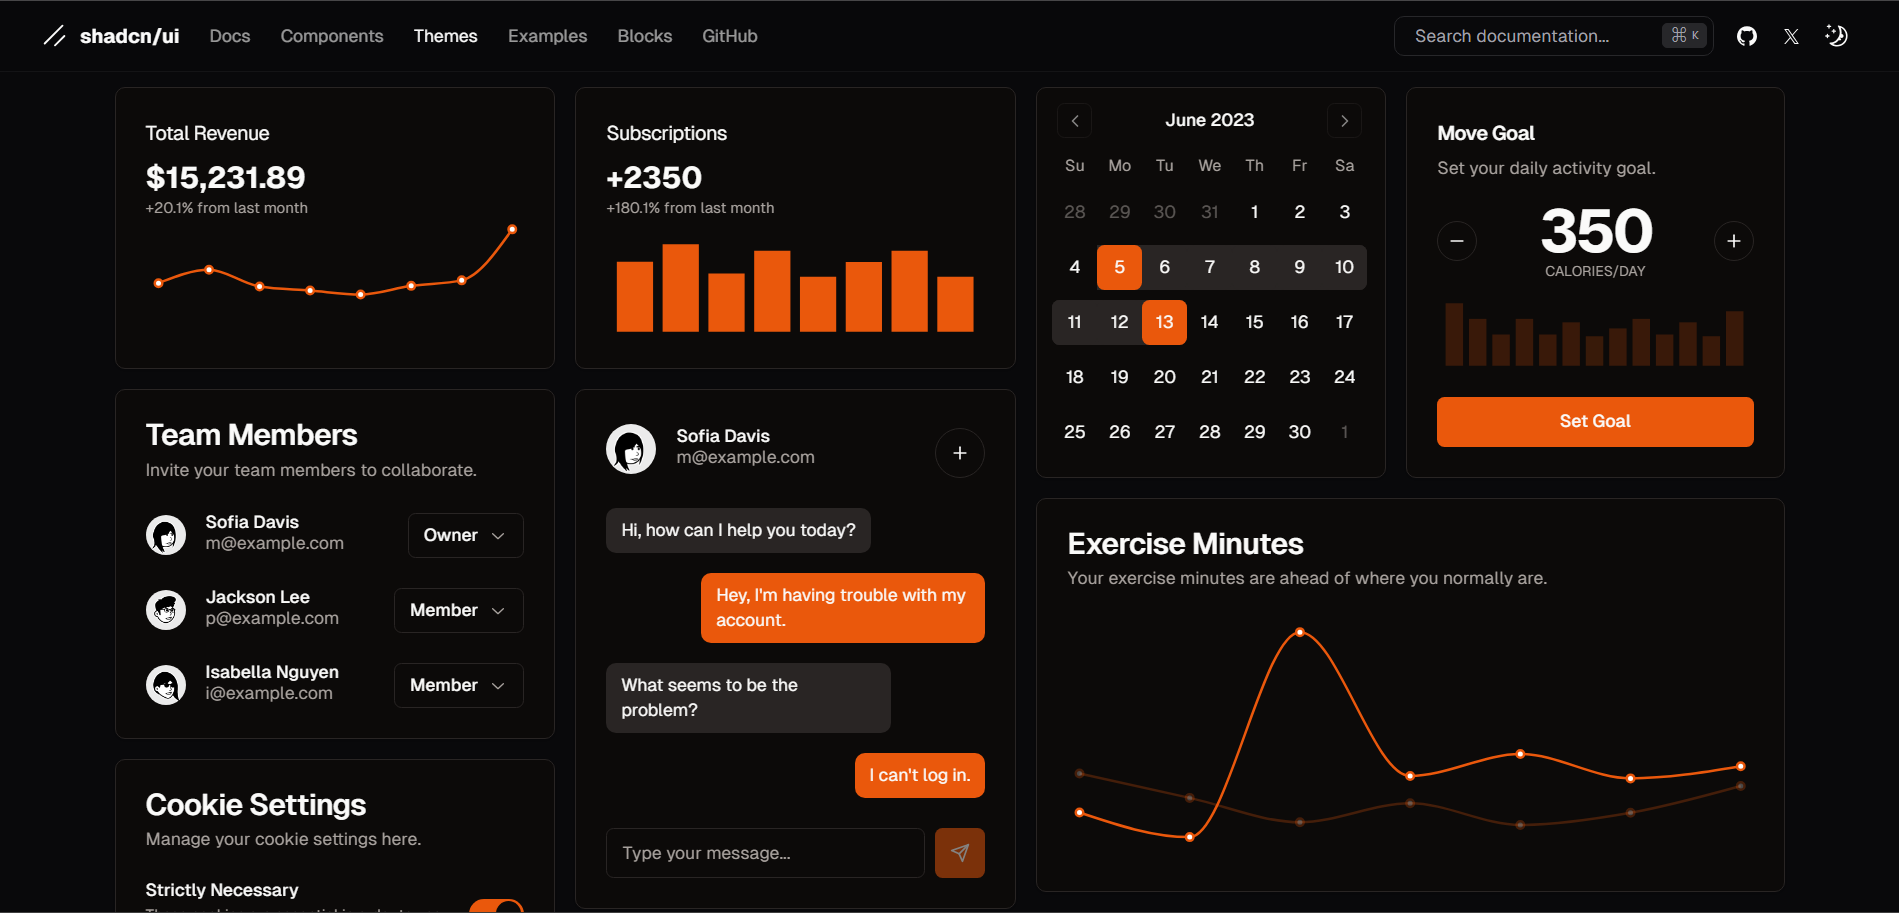 shadcn/ui Docs Components Themes Examples Blocks GitHub Search documentation... ⌘ K
Total Revenue
$15,231.89
+20.1% from last month
Subscriptions
+2350
+180.1% from last month
June 2023
Su Mo Tu We Th Fr Sa
28 29 30 31 1 2 3
4 5 6 7 8 9 10
11 12 13 14 15 16 17
18 19 20 21 22 23 24
25 26 27 28 29 30 1
Move Goal
Set your daily activity goal.
350
CALORIES/DAY
Set Goal
Team Members
Invite your team members to collaborate.
Sofia Davis
m@example.com
Owner
Jackson Lee
p@example.com
Member
Isabella Nguyen
i@example.com
Member
Sofia Davis
m@example.com
Hi, how can I help you today?
Hey, I'm having trouble with my
account.
What seems to be the
problem?
I can't log in.
Type your message...
Exercise Minutes
Your exercise minutes are ahead of where you normally are.
Cookie Settings
Manage your cookie settings here.
Strictly Necessary